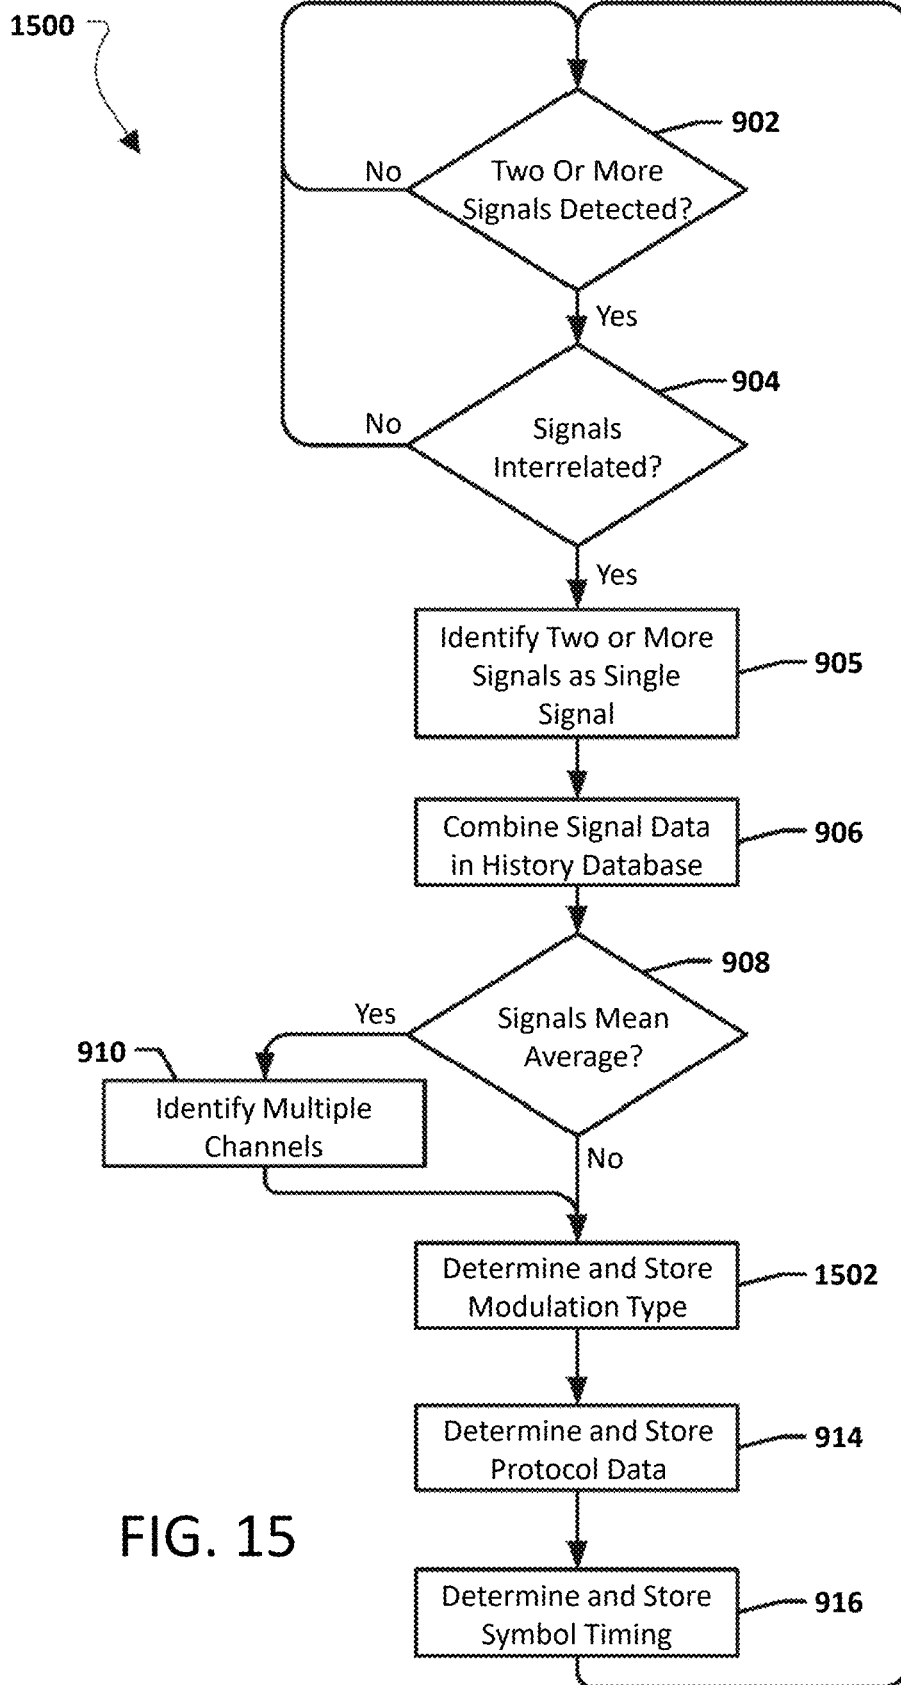 1500
902
No
Two Or More
Signals Detected?
Yes
904
No
Signals
Interrelated?
Yes
Identify Two or More
Signals as Single
Signal
905
Combine Signal Data
in History Database
906
908
Yes
Signals Mean
Average?
910
Identify Multiple
Channels
No
Determine and Store
Modulation Type
1502
Determine and Store
Protocol Data
914
FIG. 15
Determine and Store
Symbol Timing
916